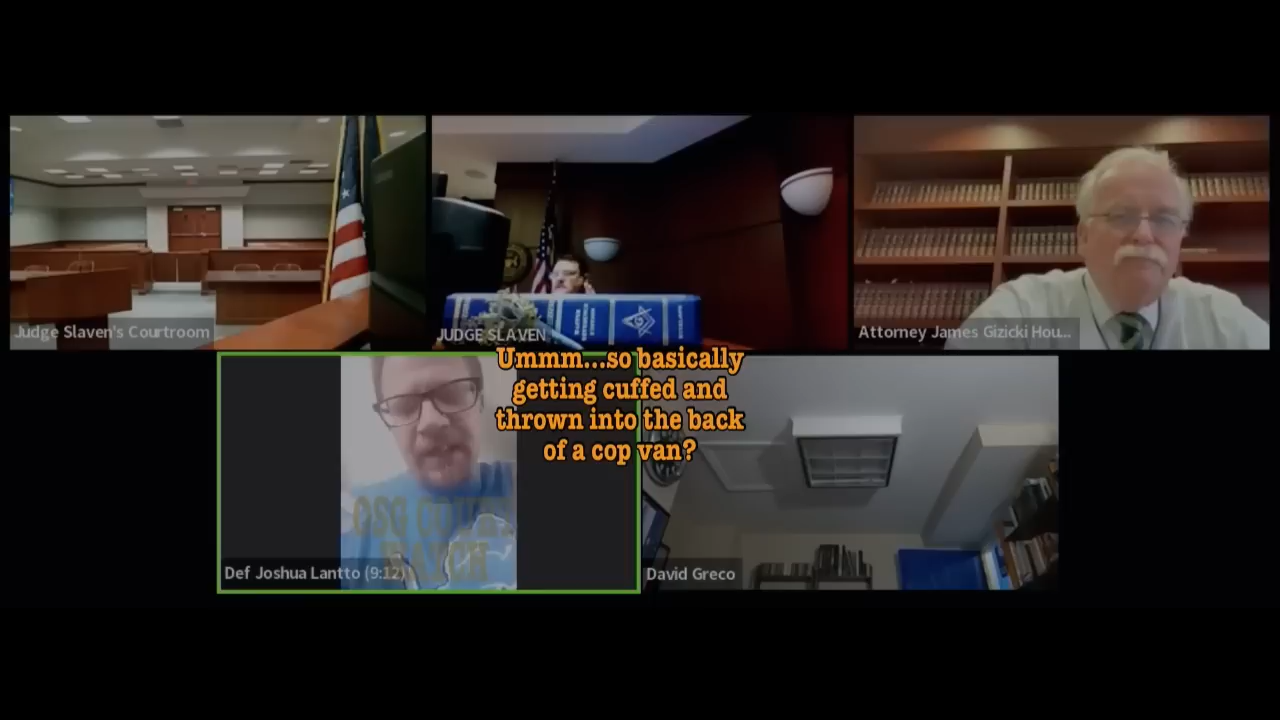 Judge Slaven's Courtroom
JUDGE SLAVEN
Attorney James Gizicki Hou...
Ummm...so basically
getting cuffed and
thrown into the back
of a cop van?
Def Joshua Lantto (9:12)
David Greco